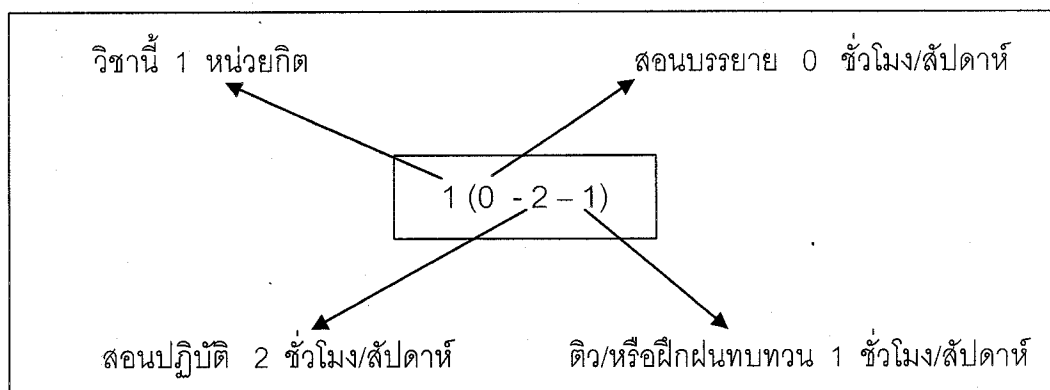 วิชานี้ 1 หน่วยกิต สอนบรรยาย 0 ชั่วโมง/สัปดาห์
1 (0 - 2 – 1)
สอนปฏิบัติ 2 ชั่วโมง/สัปดาห์ ติว/หรือฝึกฝนทบทวน 1 ชั่วโมง/สัปดาห์